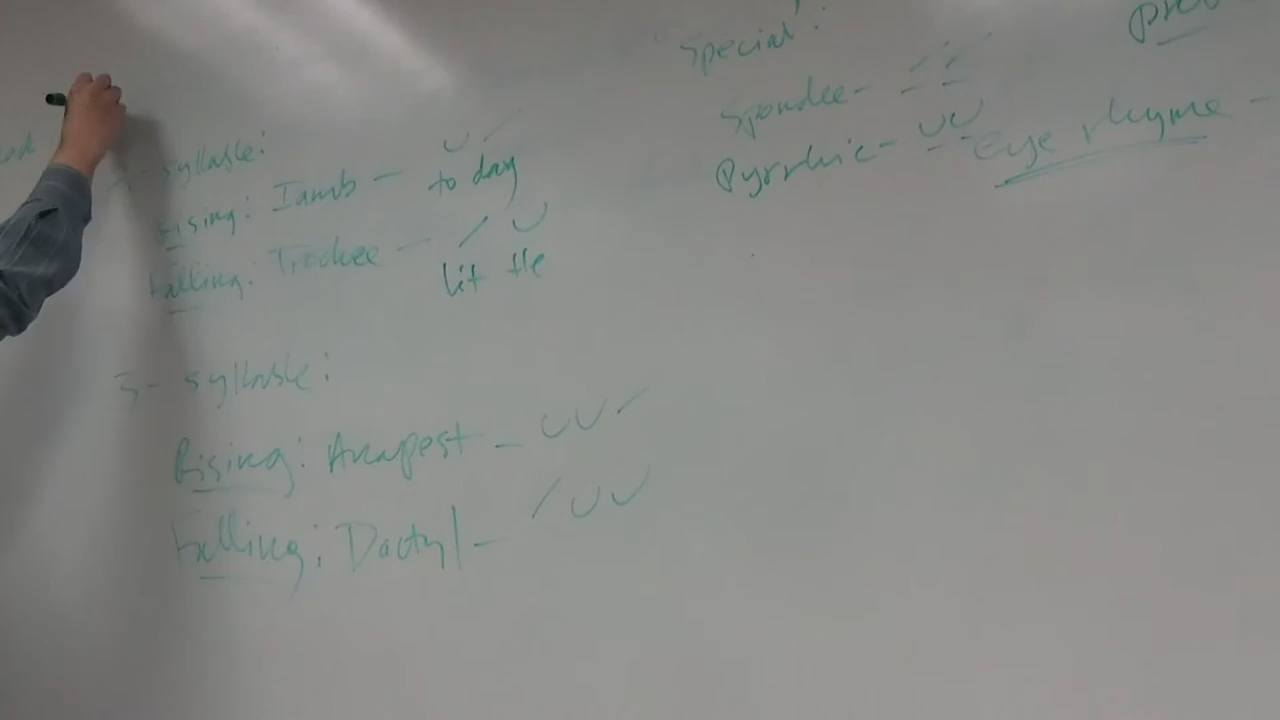 syllable:
Rising: Iamb - ᴗ /
to day
Falling: Trochee - / ᴗ
lit tle
3- syllable:
Rising: Anapest - ᴗ ᴗ /
Falling: Dactyl - / ᴗ ᴗ
Special:
Spondee- / /
Pyrrhic- ᴗ ᴗ
Eye rhyme -